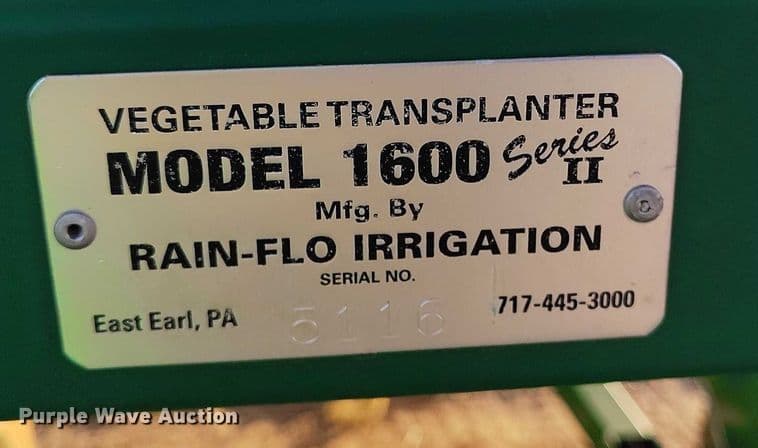 VEGETABLE TRANSPLANTER
MODEL 1600 Series II
Mfg. By
RAIN-FLO IRRIGATION
SERIAL NO.
East Earl, PA 5116 717-445-3000
Purple Wave Auction